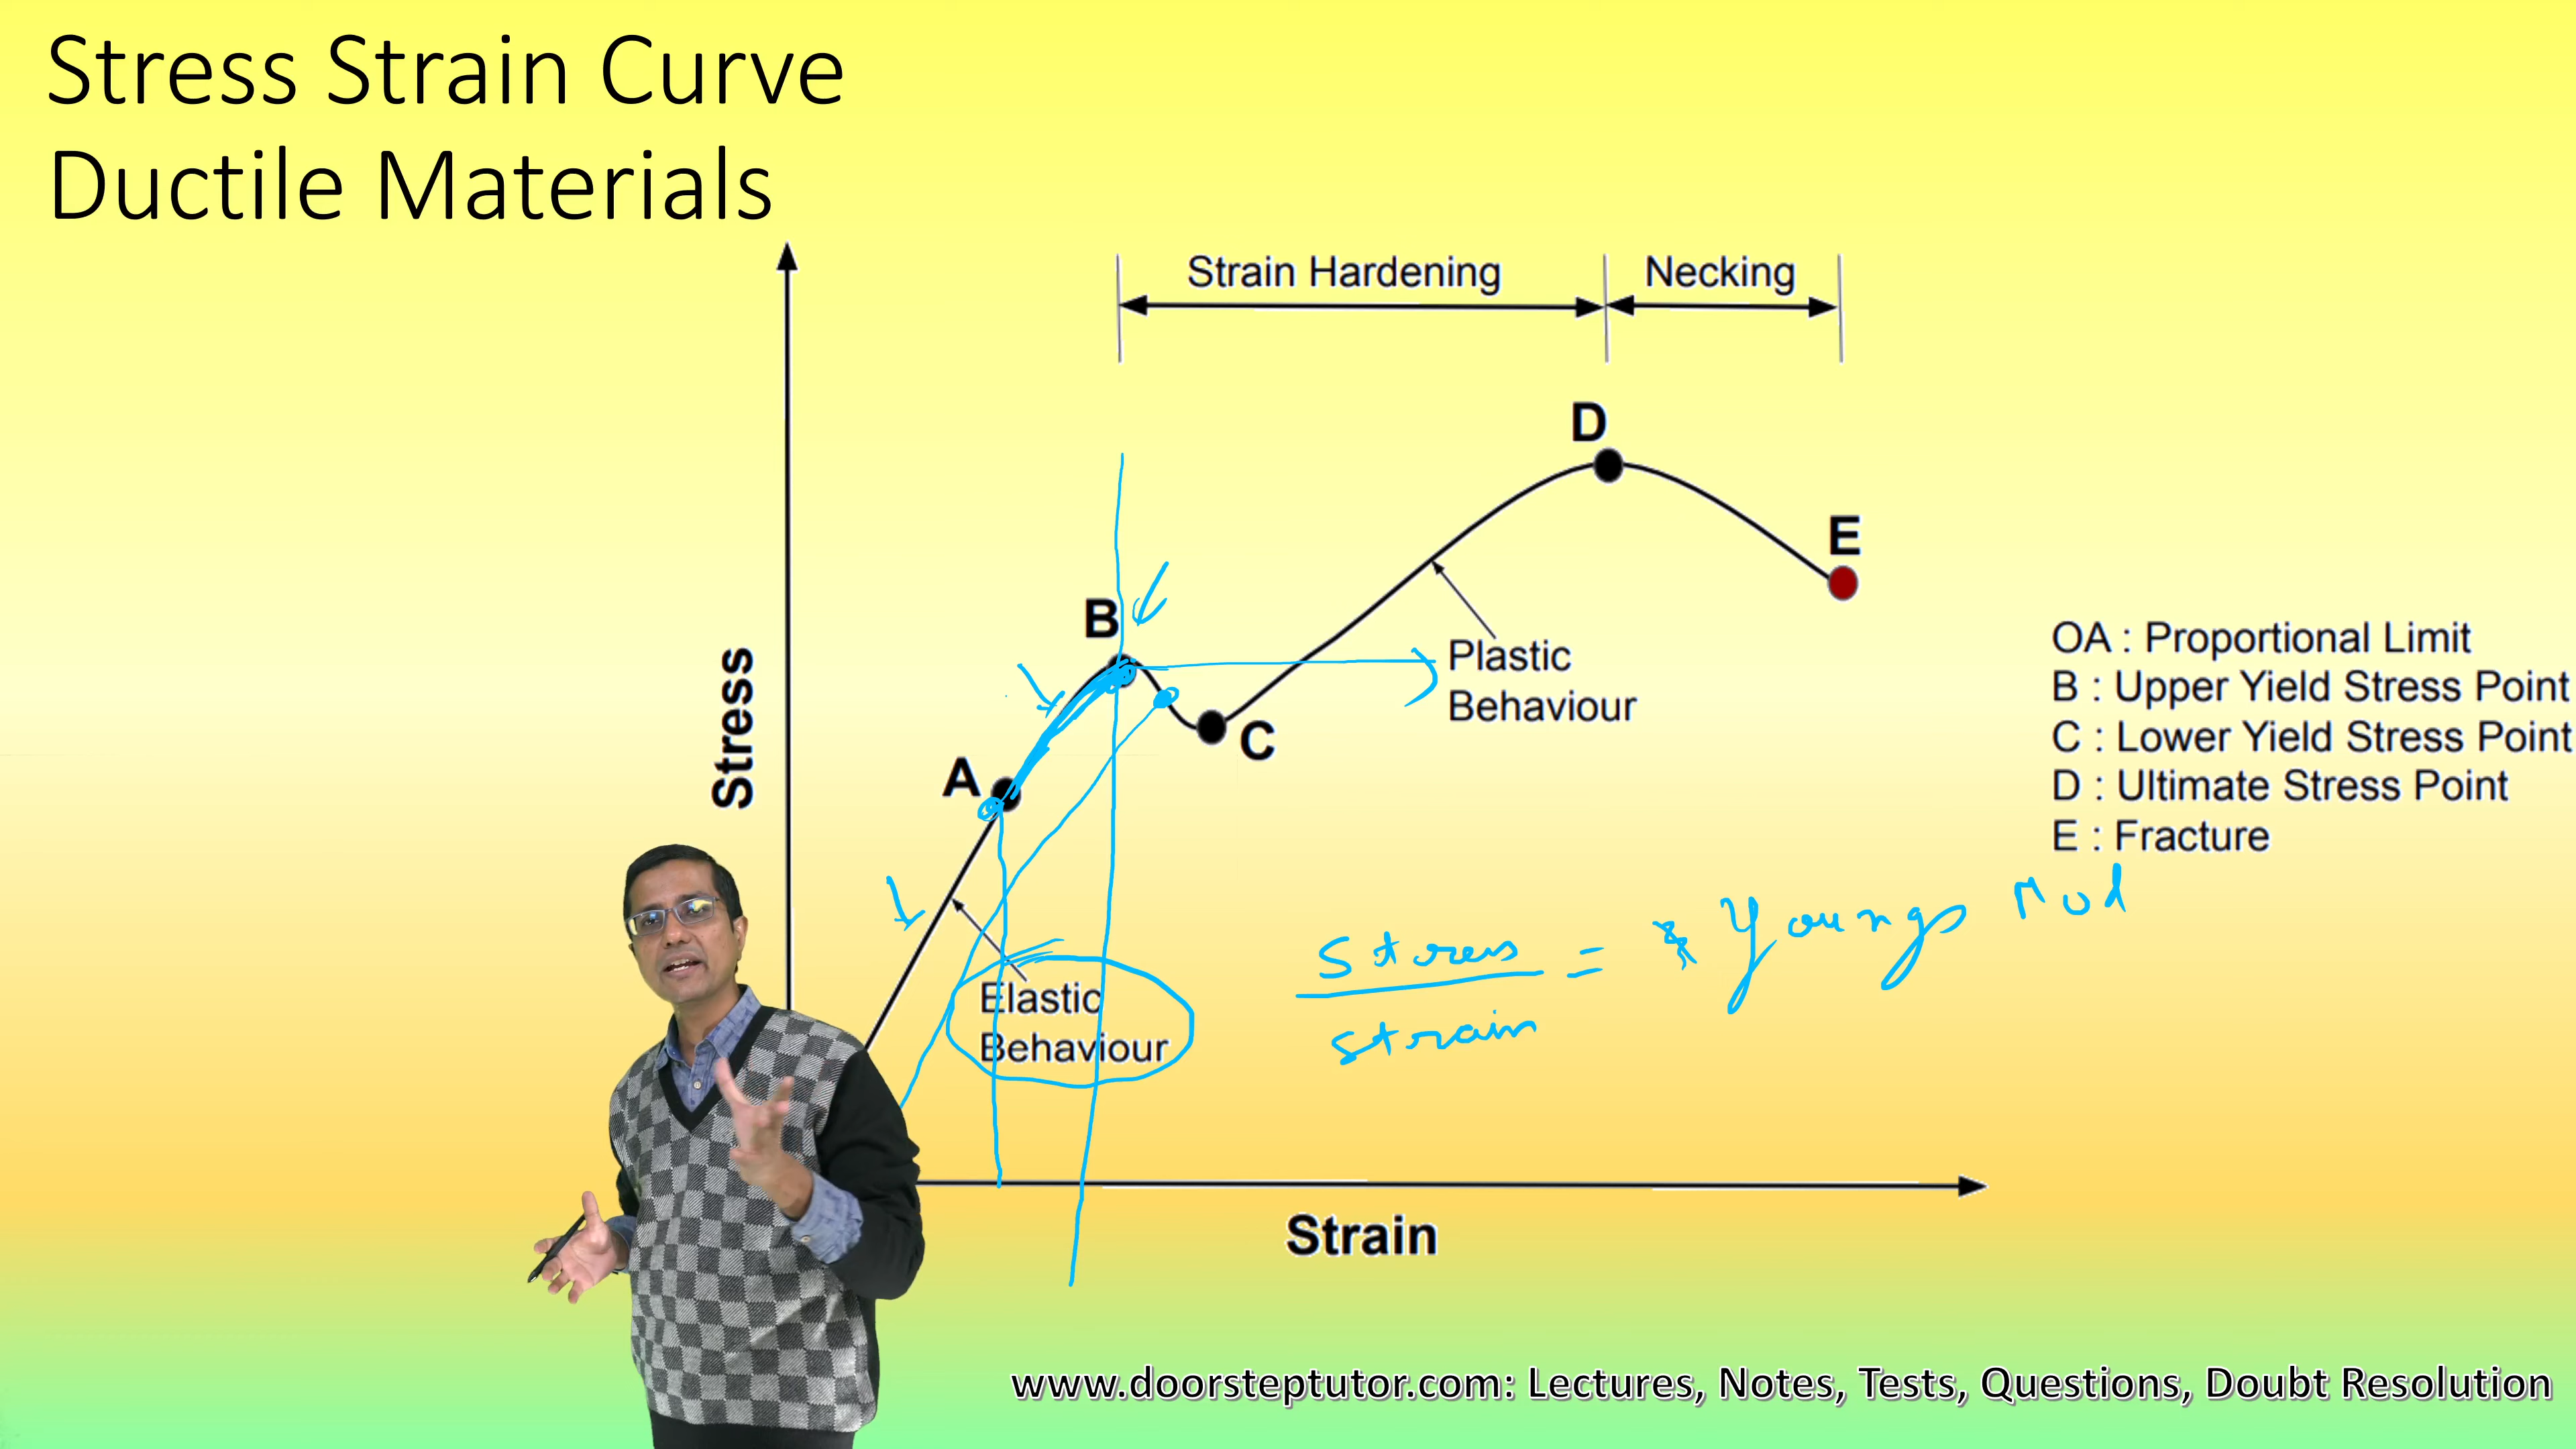 Stress Strain Curve
Ductile Materials
Strain Hardening
Necking
D
E
B
Plastic
Behaviour
Stress
C
A
OA : Proportional Limit
B : Upper Yield Stress Point
C : Lower Yield Stress Point
D : Ultimate Stress Point
E : Fracture
Elastic
Behaviour
Stress = Youngs Mod
strain
Strain
www.doorsteptutor.com: Lectures, Notes, Tests, Questions, Doubt Resolution